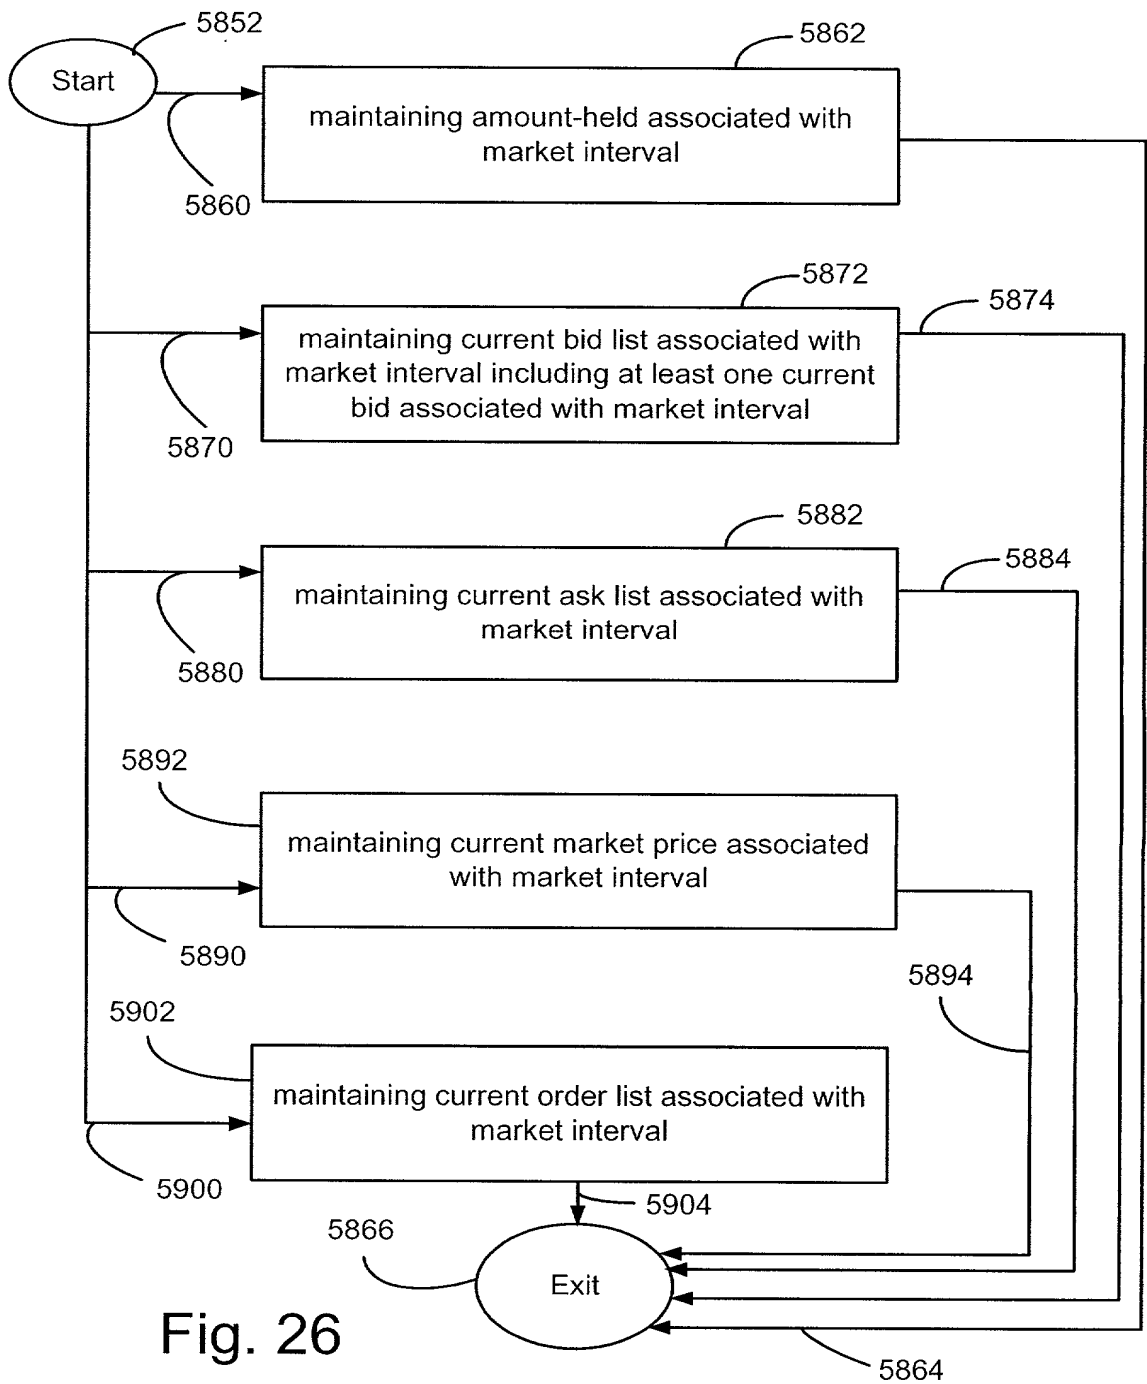 5852
Start
5862
maintaining amount-held associated with
market interval
5860
5872
5874
maintaining current bid list associated with
market interval including at least one current
bid associated with market interval
5870
5882
5884
maintaining current ask list associated with
market interval
5880
5892
maintaining current market price associated
with market interval
5890
5894
5902
maintaining current order list associated with
market interval
5900
5904
5866
Exit
Fig. 26
5864